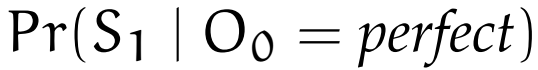 Pr(S₁ | O₀ = perfect)